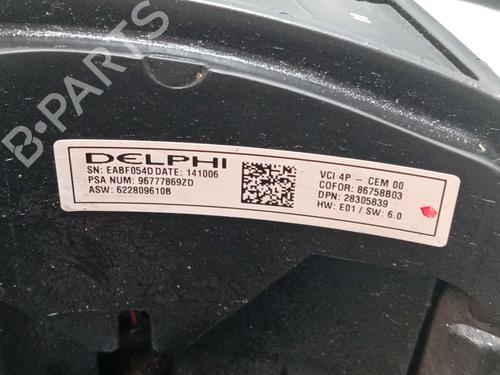 B-PARTS
DELPHI
SN: EABF054D DATE: 141006
PSA NUM: 96777869ZD
ASW: 622809610B
VCI 4P - CEM 00
COFOR: 86758B03
DPN: 28305839
HW: E01 / SW: 6.0